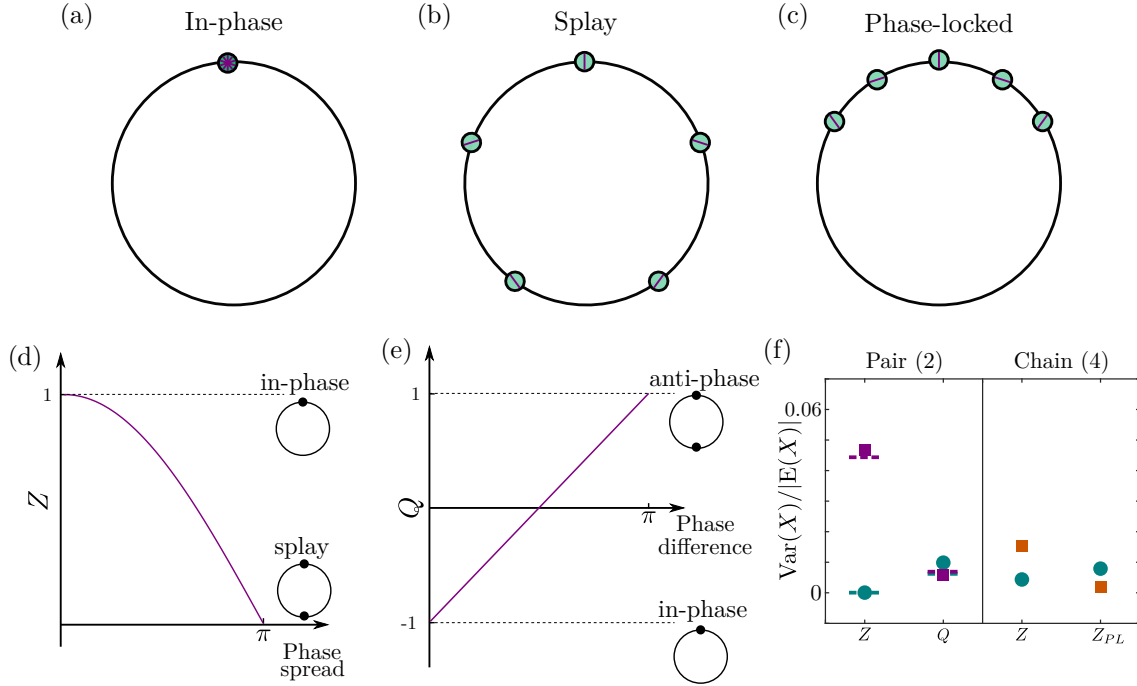 (a)
In-phase
(b)
Splay
(c)
Phase-locked
(d)
1
Z
in-phase
splay
π
Phase
spread
(e)
1
Q
-1
anti-phase
π
Phase
difference
in-phase
(f)
Pair (2)
Chain (4)
Var(X)/|E(X)|
0.06
0
Z
Q
Z
Z_{PL}